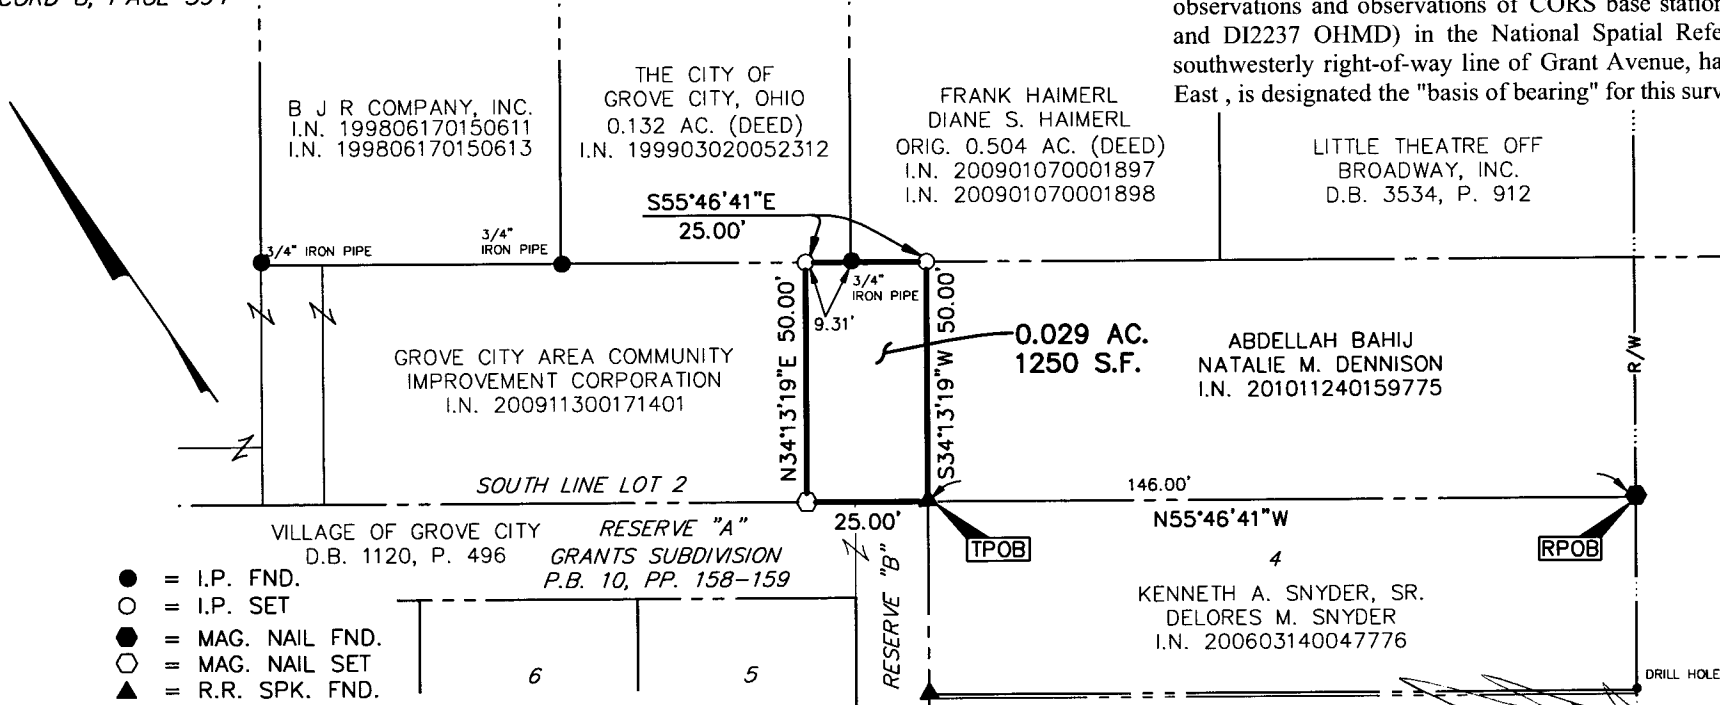 observations and observations of CORS base station
and DI2237 OHMD) in the National Spatial Refe
southwesterly right-of-way line of Grant Avenue, ha
East , is designated the "basis of bearing" for this surv
B J R COMPANY, INC.
I.N. 199806170150611
I.N. 199806170150613
THE CITY OF
GROVE CITY, OHIO
0.132 AC. (DEED)
I.N. 199903020052312
FRANK HAIMERL
DIANE S. HAIMERL
ORIG. 0.504 AC. (DEED)
I.N. 200901070001897
I.N. 200901070001898
LITTLE THEATRE OFF
BROADWAY, INC.
D.B. 3534, P. 912
S55°46'41"E
25.00'
3/4" IRON PIPE
3/4"
IRON PIPE
3/4"
IRON PIPE
9.31'
N34°13'19"E 50.00'
S34°13'19"W 50.00'
0.029 AC.
1250 S.F.
GROVE CITY AREA COMMUNITY
IMPROVEMENT CORPORATION
I.N. 200911300171401
ABDELLAH BAHIJ
NATALIE M. DENNISON
I.N. 201011240159775
R/W
SOUTH LINE LOT 2
146.00'
N55°46'41"W
25.00'
TPOB
RPOB
VILLAGE OF GROVE CITY
D.B. 1120, P. 496
RESERVE "A"
GRANTS SUBDIVISION
P.B. 10, PP. 158-159
RESERVE "B"
4
KENNETH A. SNYDER, SR.
DELORES M. SNYDER
I.N. 200603140047776
= I.P. FND.
= I.P. SET
= MAG. NAIL FND.
= MAG. NAIL SET
= R.R. SPK. FND.
6
5
DRILL HOLE